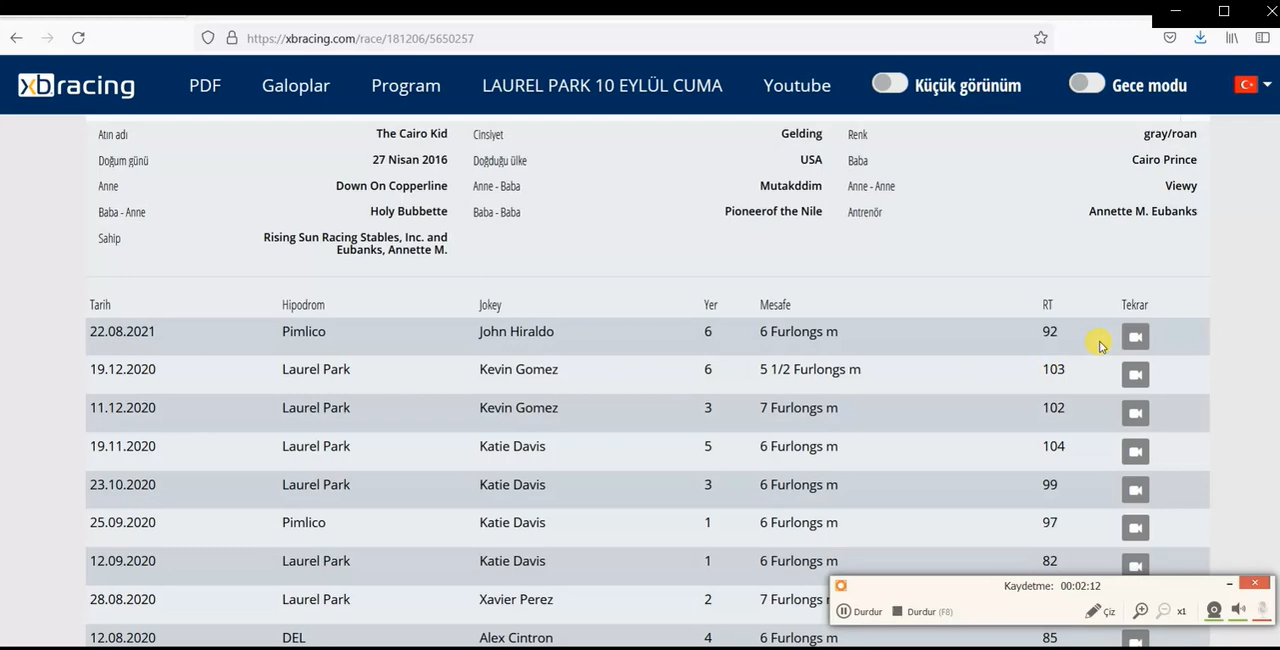 https://xbracing.com/race/181206/5650257
xbracing PDF Galoplar Program LAUREL PARK 10 EYLÜL CUMA Youtube Küçük görünüm Gece modu
Atın adı The Cairo Kid Cinsiyet Gelding Renk gray/roan
Doğum günü 27 Nisan 2016 Doğduğu ülke USA Baba Cairo Prince
Anne Down On Copperline Anne - Baba Mutakddim Anne - Anne Viewy
Baba - Anne Holy Bubbette Baba - Baba Pioneerof the Nile Antrenör Annette M. Eubanks
Sahip Rising Sun Racing Stables, Inc. and
Eubanks, Annette M.
Tarih Hipodrom Jokey Yer Mesafe RT Tekrar
22.08.2021 Pimlico John Hiraldo 6 6 Furlongs m 92
19.12.2020 Laurel Park Kevin Gomez 6 5 1/2 Furlongs m 103
11.12.2020 Laurel Park Kevin Gomez 3 7 Furlongs m 102
19.11.2020 Laurel Park Katie Davis 5 6 Furlongs m 104
23.10.2020 Laurel Park Katie Davis 3 6 Furlongs m 99
25.09.2020 Pimlico Katie Davis 1 6 Furlongs m 97
12.09.2020 Laurel Park Katie Davis 1 6 Furlongs m 82
28.08.2020 Laurel Park Xavier Perez 2 7 Furlongs
12.08.2020 DEL Alex Cintron 4 6 Furlongs m 85
Kaydetme: 00:02:12
Durdur Durdur (F8) Çiz x1